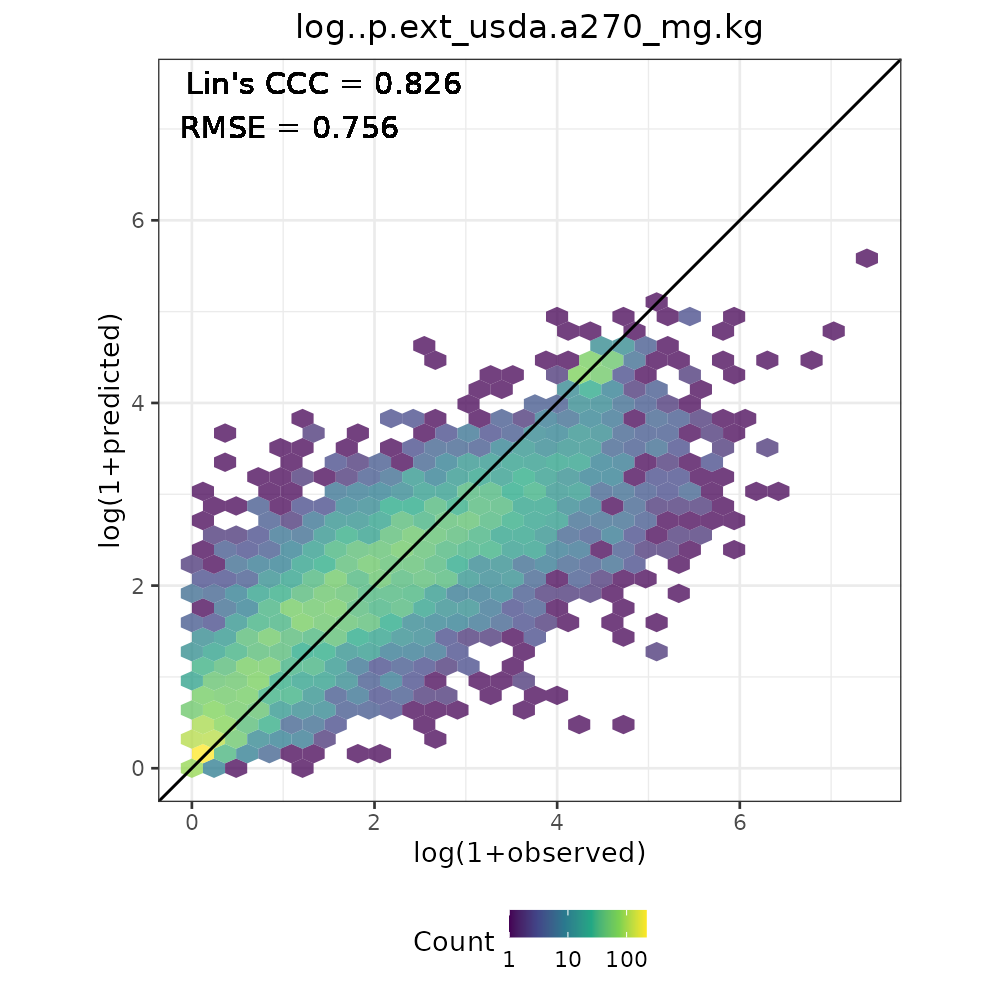 log..p.ext_usda.a270_mg.kg
Lin's CCC = 0.826
RMSE = 0.756
6
4
2
0
log(1+predicted)
0 2 4 6
log(1+observed)
Count
1 10 100